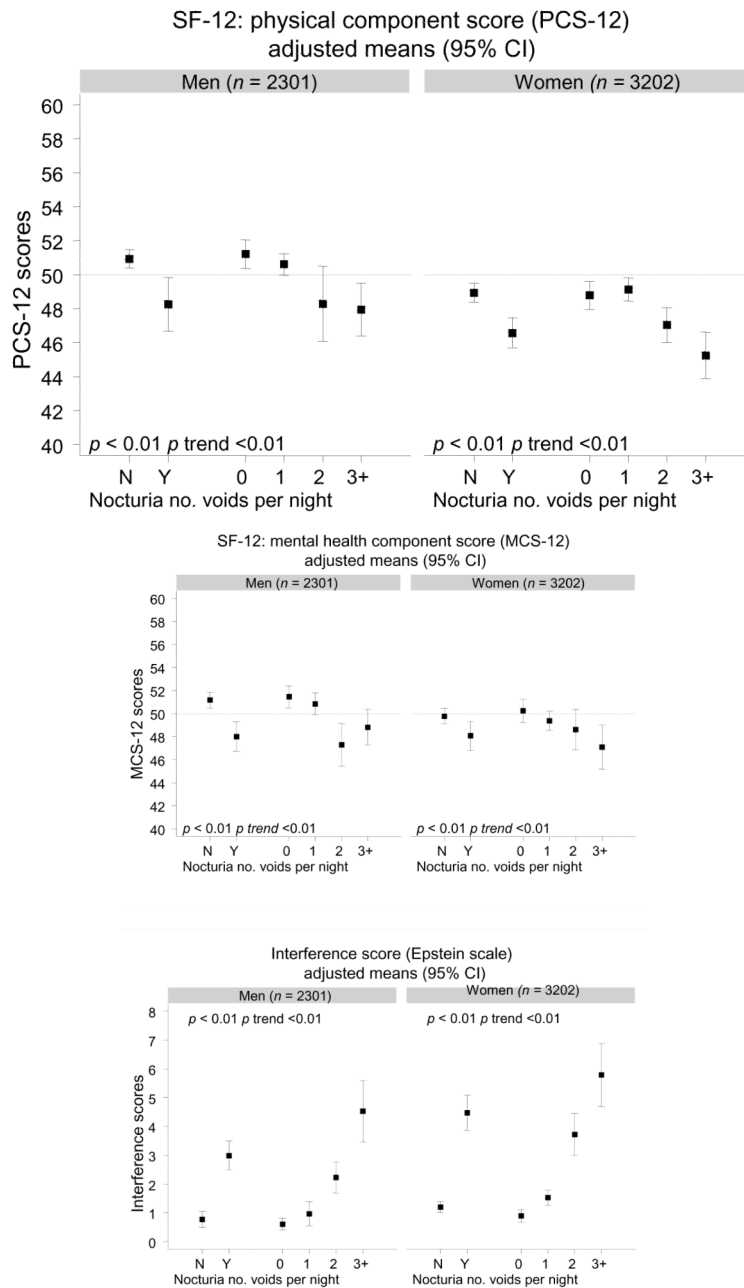 SF-12: physical component score (PCS-12)
adjusted means (95% CI)
Men (n = 2301)
Women (n = 3202)
PCS-12 scores
60
58
56
54
52
50
48
46
44
42
40
p < 0.01 p trend <0.01
p < 0.01 p trend <0.01
N Y 0 1 2 3+
N Y 0 1 2 3+
Nocturia no. voids per night
Nocturia no. voids per night
SF-12: mental health component score (MCS-12)
adjusted means (95% CI)
Men (n = 2301)
Women (n = 3202)
MCS-12 scores
60
58
56
54
52
50
48
46
44
42
40
p < 0.01 p trend <0.01
p < 0.01 p trend <0.01
N Y 0 1 2 3+
N Y 0 1 2 3+
Nocturia no. voids per night
Nocturia no. voids per night
Interference score (Epstein scale)
adjusted means (95% CI)
Men (n = 2301)
Women (n = 3202)
p < 0.01 p trend <0.01
p < 0.01 p trend <0.01
Interference scores
8
7
6
5
4
3
2
1
0
N Y 0 1 2 3+
N Y 0 1 2 3+
Nocturia no. voids per night
Nocturia no. voids per night